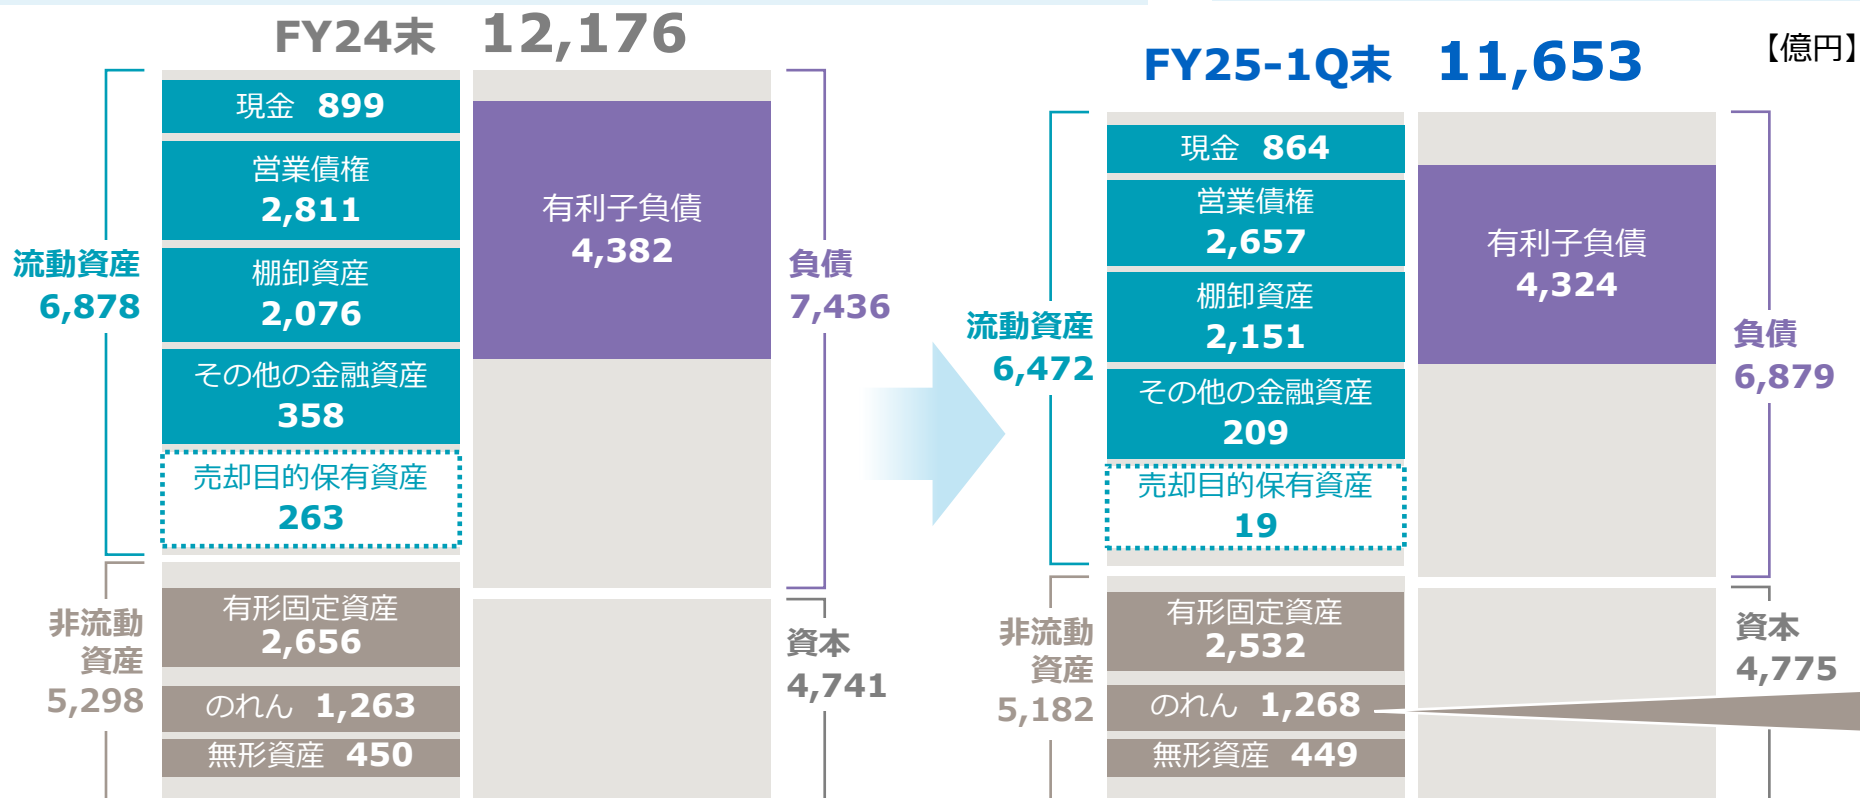 FY24末 12,176
流動資産
6,878
現金 899
営業債権
2,811
棚卸資産
2,076
その他の金融資産
358
売却目的保有資産
263
非流動
資産
5,298
有形固定資産
2,656
のれん 1,263
無形資産 450
有利子負債
4,382
負債
7,436
資本
4,741
FY25-1Q末 11,653
【億円】
流動資産
6,472
現金 864
営業債権
2,657
棚卸資産
2,151
その他の金融資産
209
売却目的保有資産
19
非流動
資産
5,182
有形固定資産
2,532
のれん 1,268
無形資産 449
有利子負債
4,324
負債
6,879
資本
4,775